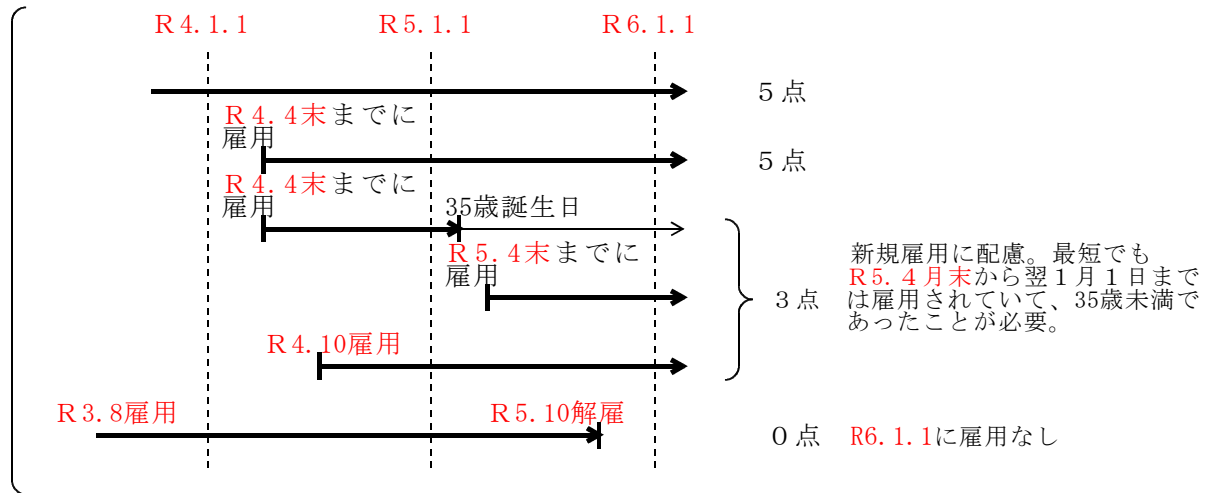 Ｒ4.1.1 Ｒ5.1.1 Ｒ6.1.1
５点
Ｒ4.4末までに
雇用
５点
Ｒ4.4末までに
雇用
35歳誕生日
Ｒ5.4末までに
雇用
３点
新規雇用に配慮。最短でも
Ｒ5.４月末から翌１月１日まで
は雇用されていて、35歳未満で
あったことが必要。
Ｒ4.10雇用
Ｒ3.8雇用
Ｒ5.10解雇
０点
R6.1.1に雇用なし